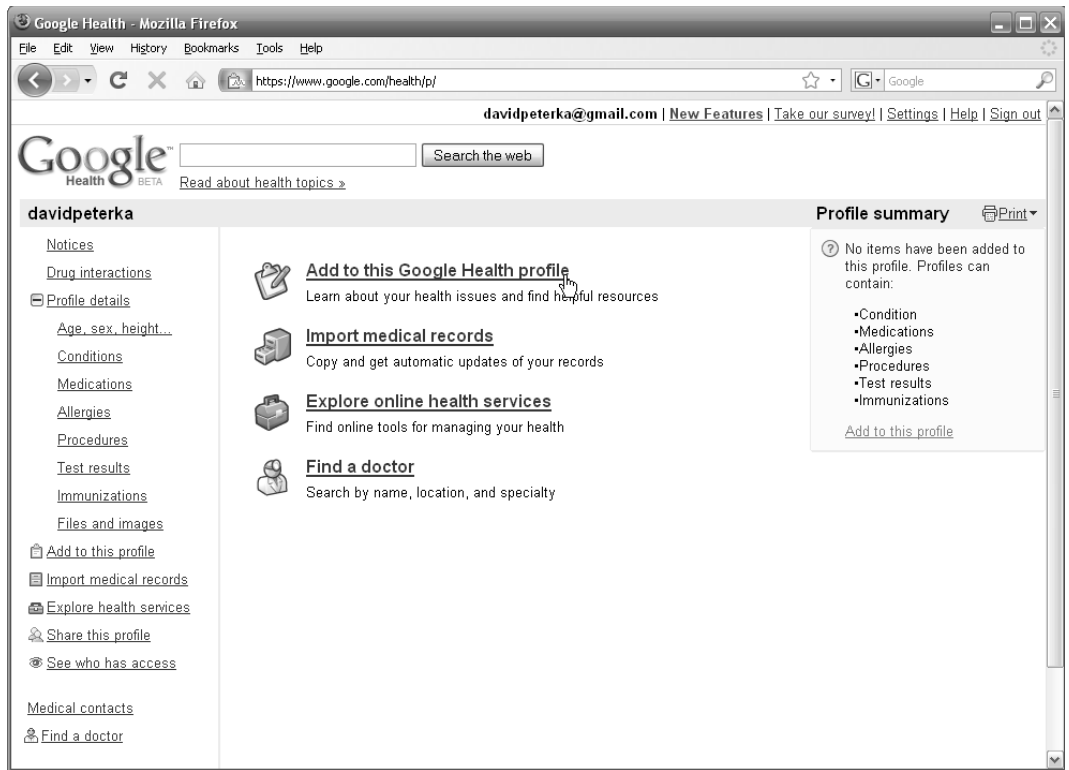 Google Health - Mozilla Firefox
File Edit View History Bookmarks Tools Help
https://www.google.com/health/p/
G Google
davidpeterka@gmail.com | New Features | Take our survey! | Settings | Help | Sign out
Google™ Health BETA
Search the web
Read about health topics »
davidpeterka
Profile summary Print
Notices
Drug interactions
Profile details
Age, sex, height...
Conditions
Medications
Allergies
Procedures
Test results
Immunizations
Files and images
Add to this profile
Import medical records
Explore health services
Share this profile
See who has access
Medical contacts
Find a doctor
Add to this Google Health profile
Learn about your health issues and find helpful resources
Import medical records
Copy and get automatic updates of your records
Explore online health services
Find online tools for managing your health
Find a doctor
Search by name, location, and specialty
? No items have been added to
this profile. Profiles can
contain:
▪Condition
▪Medications
▪Allergies
▪Procedures
▪Test results
▪Immunizations
Add to this profile